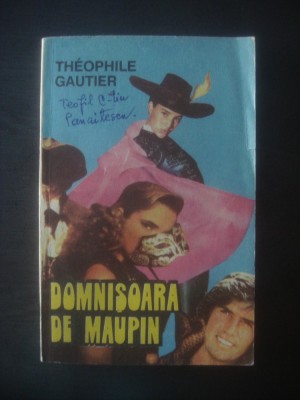 THÉOPHILE
GAUTIER
Teofil C-tin
Panaitescu.
DOMNISOARA
DE MAUPIN